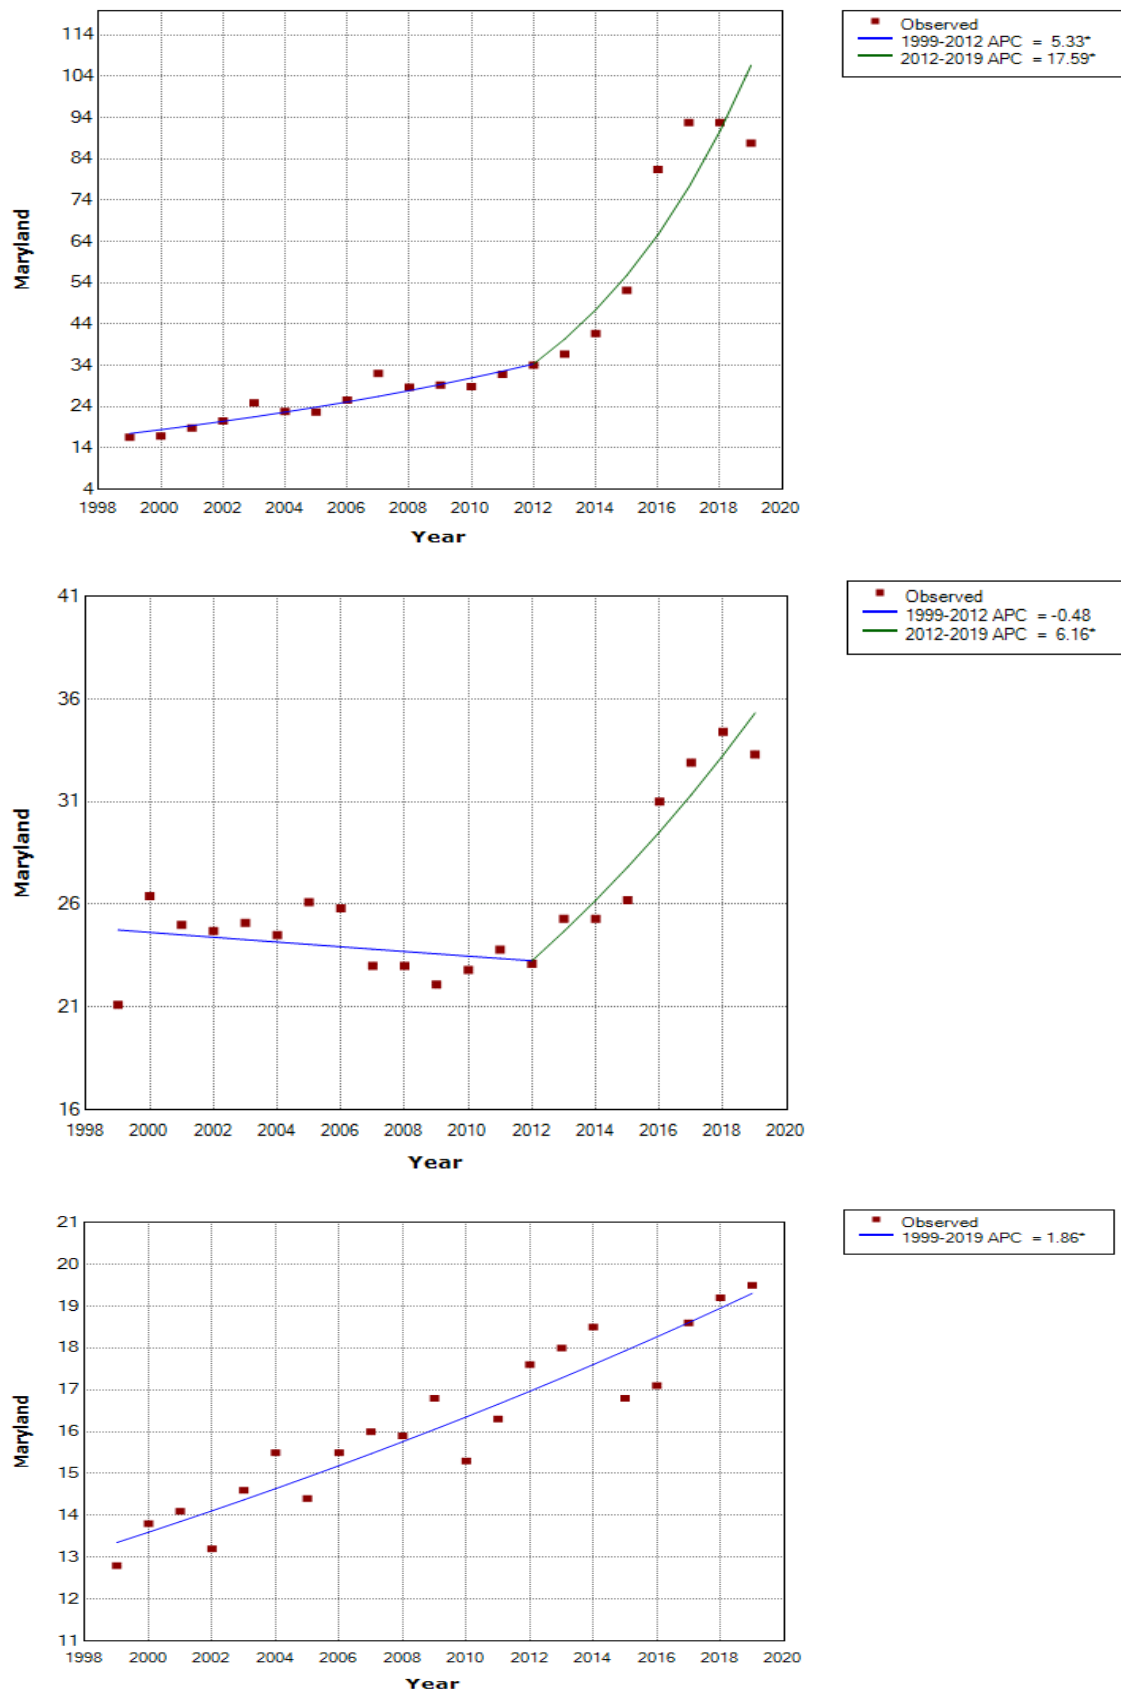 114
104
94
84
74
64
54
44
34
24
14
4
Maryland
1998 2000 2002 2004 2006 2008 2010 2012 2014 2016 2018 2020
Year
Observed
1999-2012 APC = 5.33*
2012-2019 APC = 17.59*
41
36
31
26
21
16
Maryland
1998 2000 2002 2004 2006 2008 2010 2012 2014 2016 2018 2020
Year
Observed
1999-2012 APC = -0.48
2012-2019 APC = 6.16*
21
20
19
18
17
16
15
14
13
12
11
Maryland
1998 2000 2002 2004 2006 2008 2010 2012 2014 2016 2018 2020
Year
Observed
1999-2019 APC = 1.86*